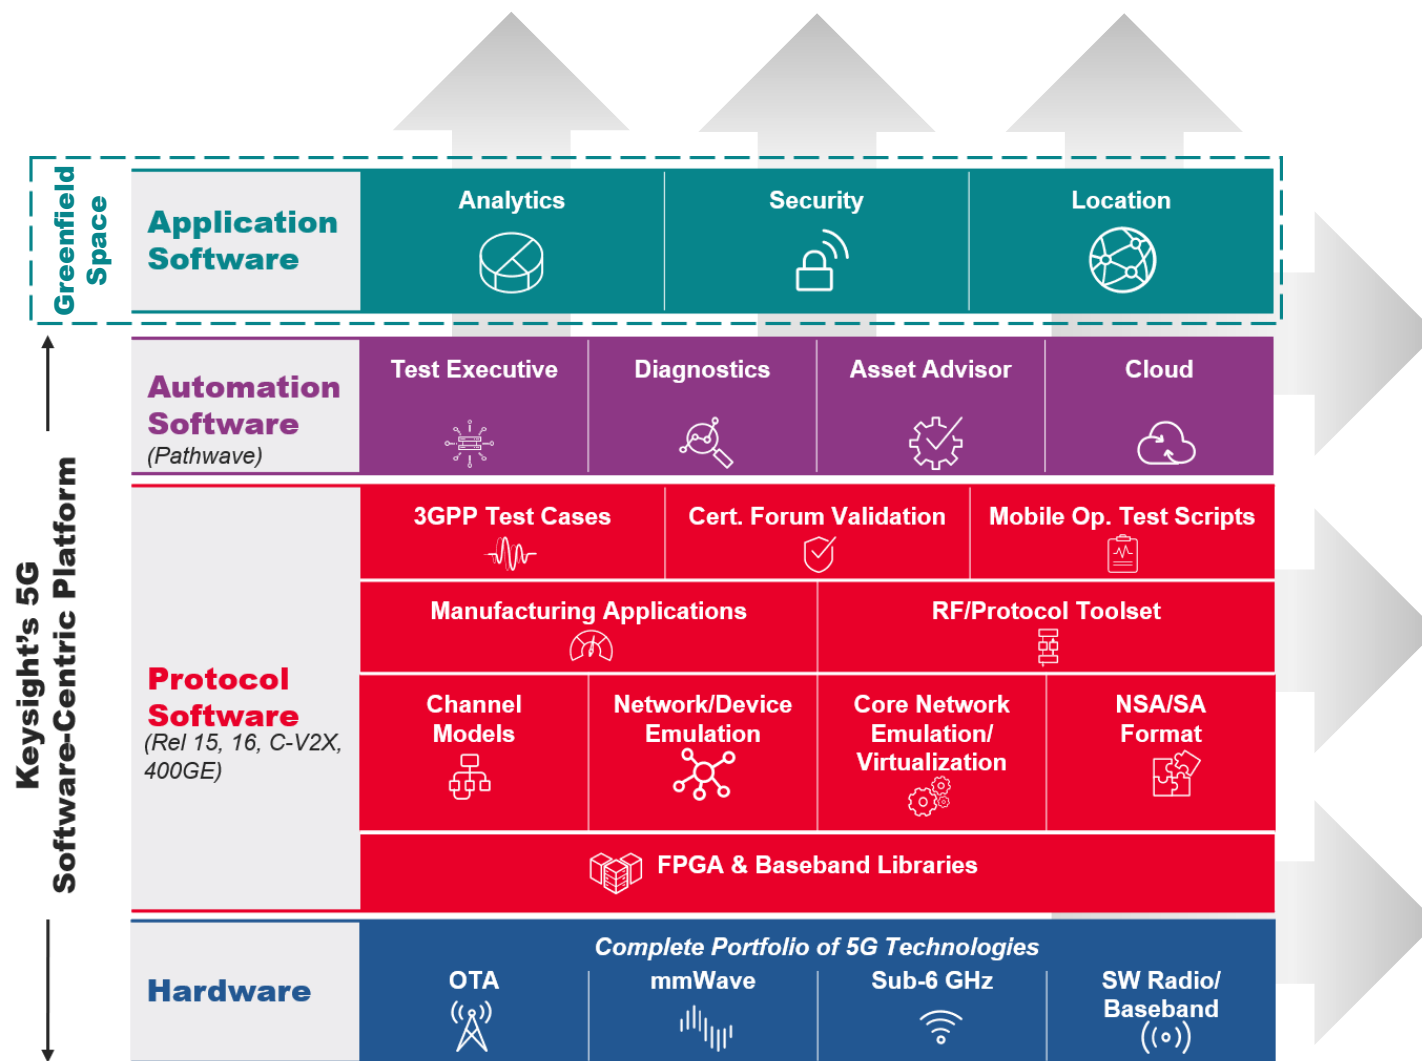 Greenfield
Space
Application
Software
Analytics
Security
Location
Keysight's 5G
Software-Centric Platform
Automation
Software
(Pathwave)
Test Executive
Diagnostics
Asset Advisor
Cloud
Protocol
Software
(Rel 15, 16, C-V2X,
400GE)
3GPP Test Cases
Cert. Forum Validation
Mobile Op. Test Scripts
Manufacturing Applications
RF/Protocol Toolset
Channel
Models
Network/Device
Emulation
Core Network
Emulation/
Virtualization
NSA/SA
Format
FPGA & Baseband Libraries
Hardware
Complete Portfolio of 5G Technologies
OTA
mmWave
Sub-6 GHz
SW Radio/
Baseband